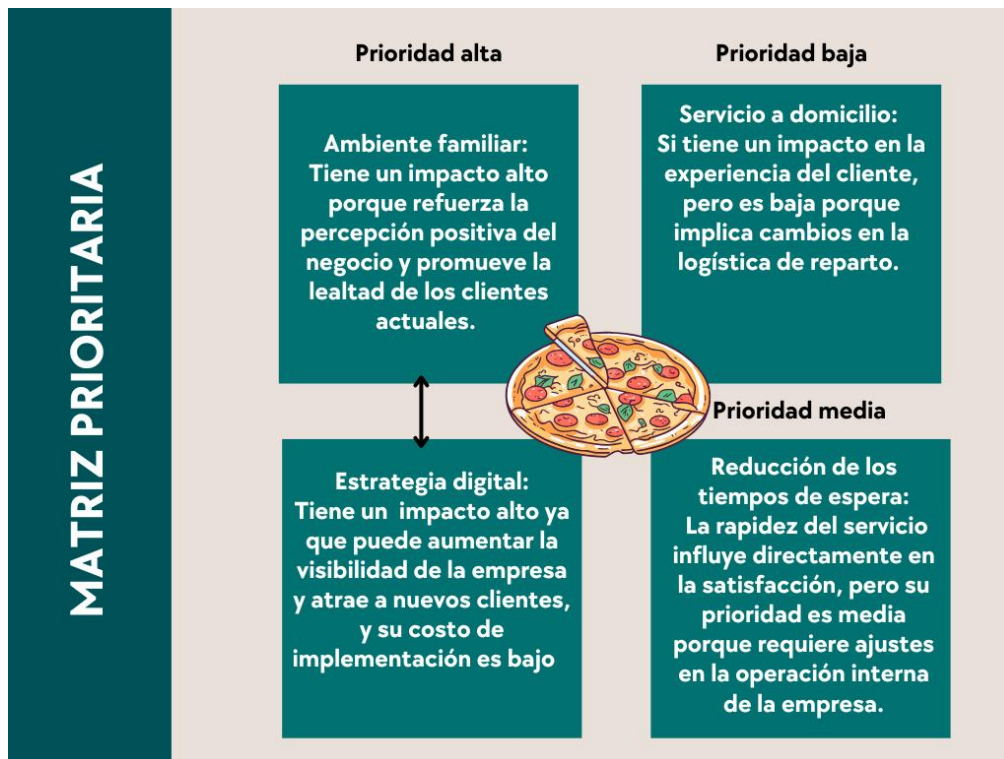 MATRIZ PRIORITARIA
Prioridad alta
Ambiente familiar:
Tiene un impacto alto
porque refuerza la
percepción positiva del
negocio y promueve la
lealtad de los clientes
actuales.
Estrategia digital:
Tiene un  impacto alto ya
que puede aumentar la
visibilidad de la empresa
y atrae a nuevos clientes,
y su costo de
implementación es bajo
Prioridad baja
Servicio a domicilio:
Si tiene un impacto en la
experiencia del cliente,
pero es baja porque
implica cambios en la
logística de reparto.
Prioridad media
Reducción de los
tiempos de espera:
La rapidez del servicio
influye directamente en
la satisfacción, pero su
prioridad es media
porque requiere ajustes
en la operación interna
de la empresa.